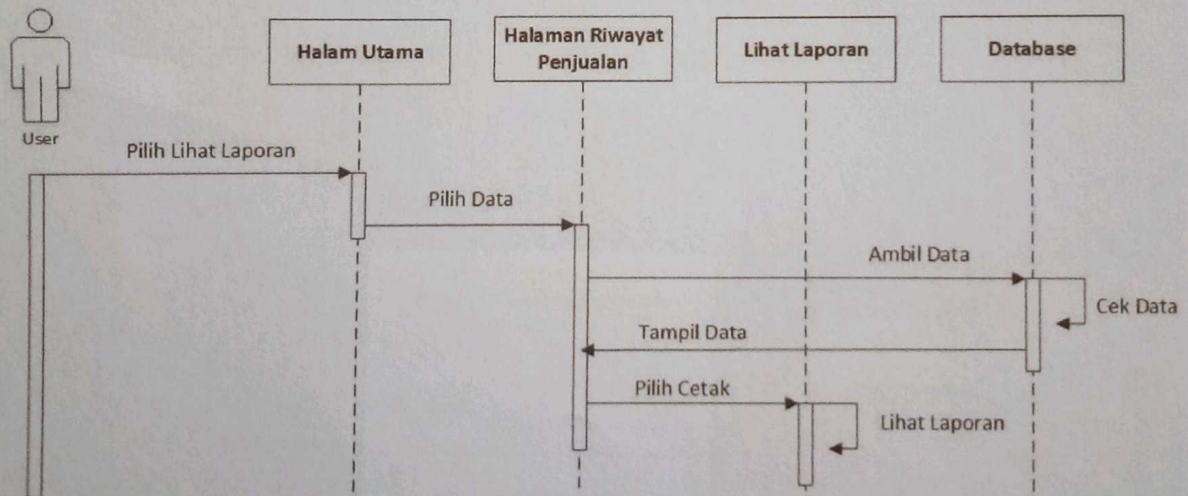 Halam Utama
Halaman Riwayat
Penjualan
Lihat Laporan
Database
User
Pilih Lihat Laporan
Pilih Data
Ambil Data
Cek Data
Tampil Data
Pilih Cetak
Lihat Laporan